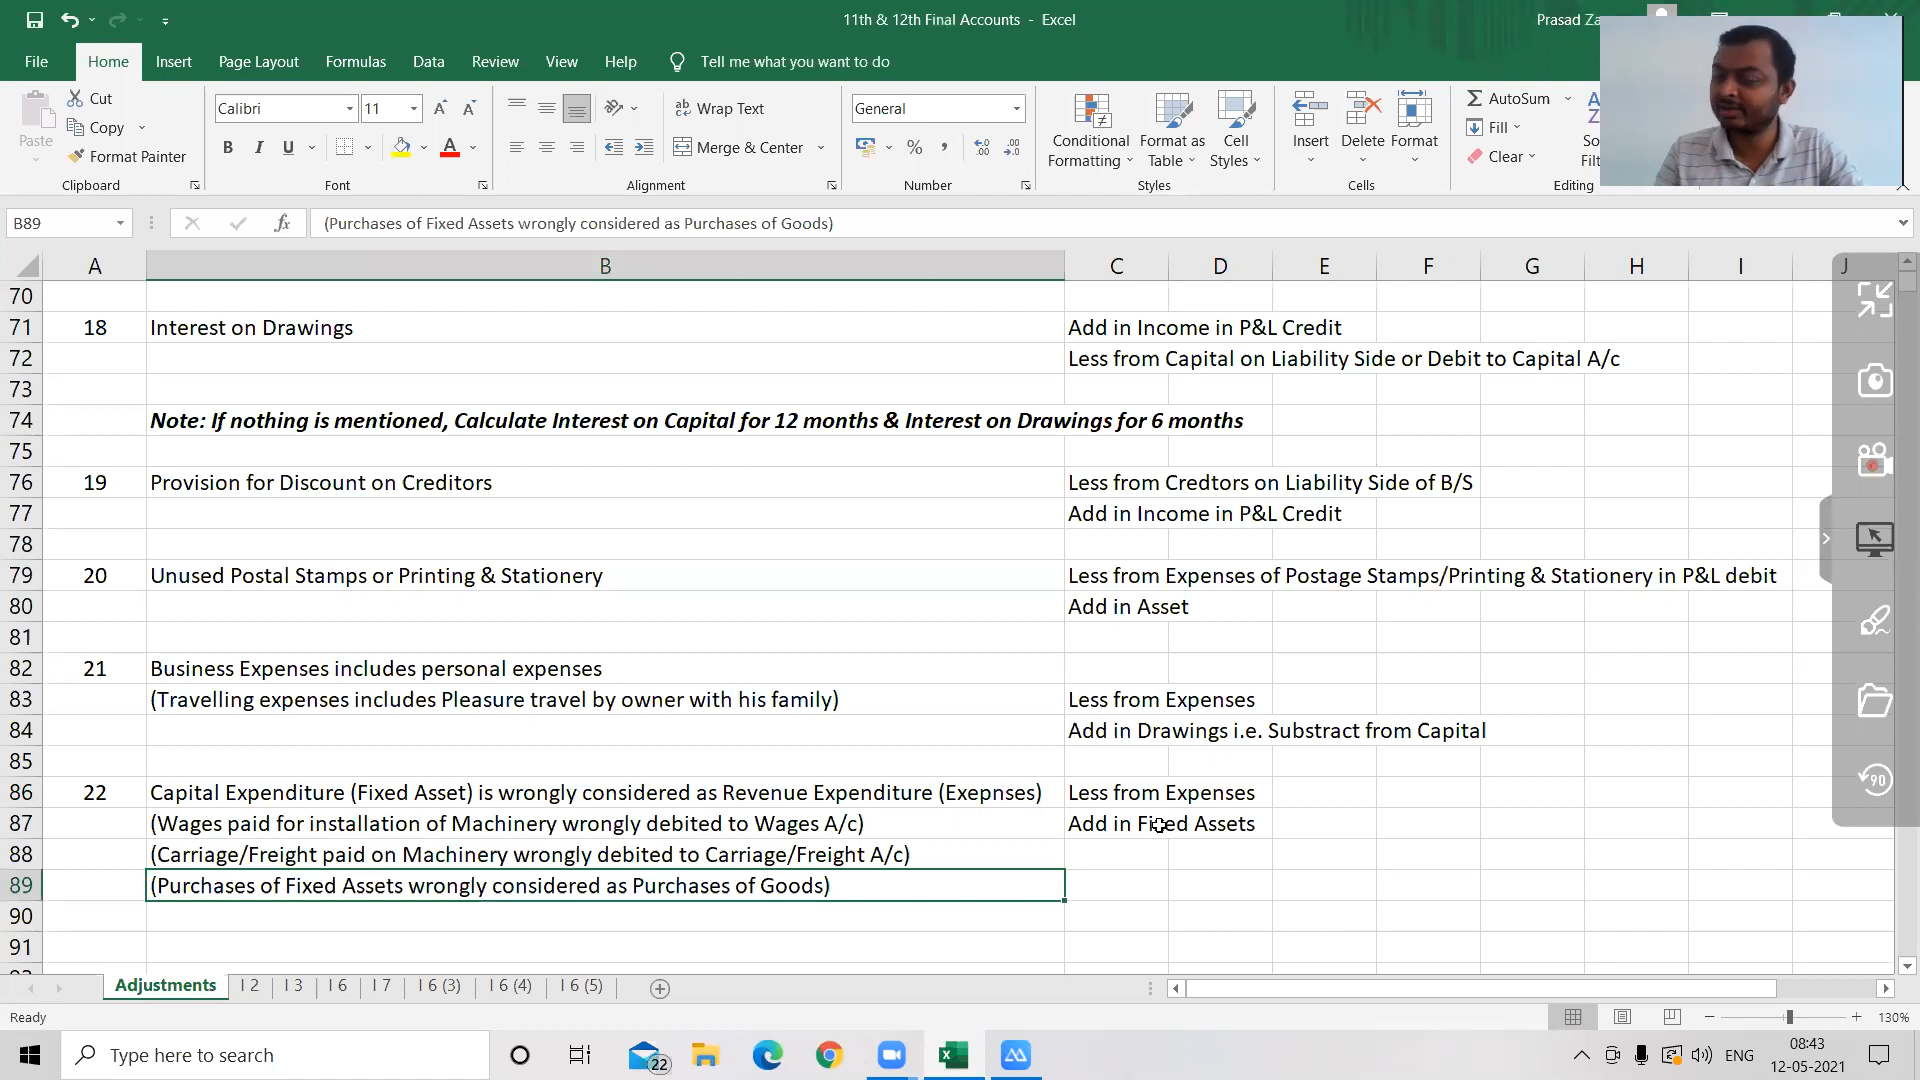 11th & 12th Final Accounts - Excel
Prasad Za
File Home Insert Page Layout Formulas Data Review View Help Tell me what you want to do
Paste
Cut
Copy
Format Painter
Calibri 11
B I U A
Wrap Text
Merge & Center
General
% ,
Conditional Formatting
Format as Table
Cell Styles
Insert
Delete
Format
AutoSum
Fill
Clear
Clipboard Font Alignment Number Styles Cells Editing
B89 fx (Purchases of Fixed Assets wrongly considered as Purchases of Goods)
A B C D E F G H I J
70
71 18 Interest on Drawings Add in Income in P&L Credit
72 Less from Capital on Liability Side or Debit to Capital A/c
73
74 Note: If nothing is mentioned, Calculate Interest on Capital for 12 months & Interest on Drawings for 6 months
75
76 19 Provision for Discount on Creditors Less from Credtors on Liability Side of B/S
77 Add in Income in P&L Credit
78
79 20 Unused Postal Stamps or Printing & Stationery Less from Expenses of Postage Stamps/Printing & Stationery in P&L debit
80 Add in Asset
81
82 21 Business Expenses includes personal expenses
83 (Travelling expenses includes Pleasure travel by owner with his family) Less from Expenses
84 Add in Drawings i.e. Substract from Capital
85
86 22 Capital Expenditure (Fixed Asset) is wrongly considered as Revenue Expenditure (Exepnses) Less from Expenses
87 (Wages paid for installation of Machinery wrongly debited to Wages A/c) Add in Fixed Assets
88 (Carriage/Freight paid on Machinery wrongly debited to Carriage/Freight A/c)
89 (Purchases of Fixed Assets wrongly considered as Purchases of Goods)
90
91
90
Adjustments I 2 I 3 I 6 I 7 I 6 (3) I 6 (4) I 6 (5)
Ready 130%
Type here to search
22
ENG
08:43
12-05-2021